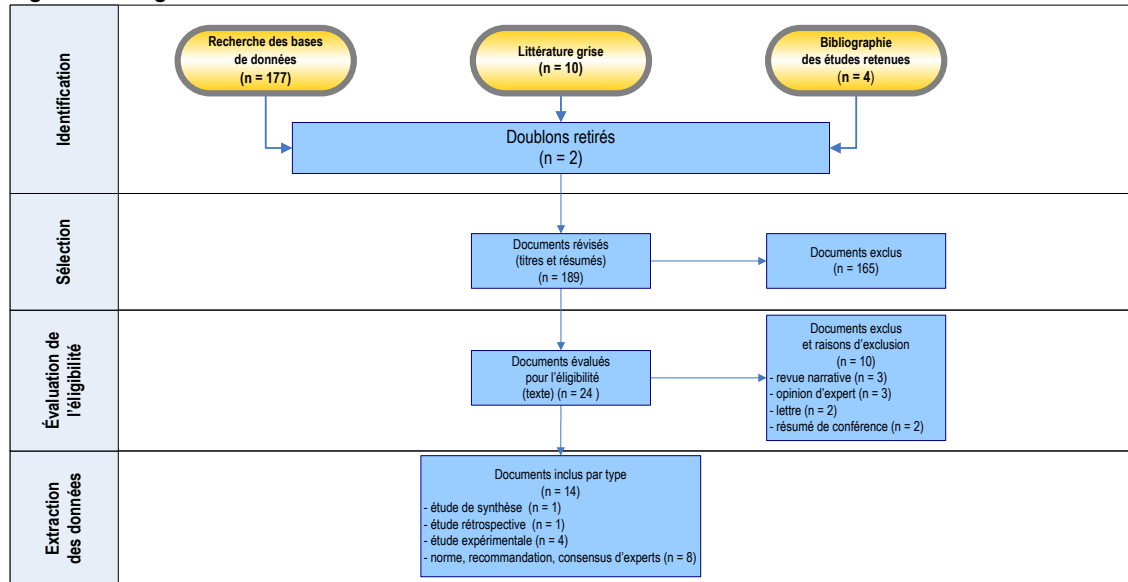 Identification
Recherche des bases
de données
(n = 177)
Littérature grise
(n = 10)
Bibliographie
des études retenues
(n = 4)
Doublons retirés
(n = 2)
Sélection
Documents révisés
(titres et résumés)
(n = 189)
Documents exclus
(n = 165)
Évaluation de
l'éligibilité
Documents évalués
pour l'éligibilité
(texte) (n = 24 )
Documents exclus
et raisons d'exclusion
(n = 10)
- revue narrative (n = 3)
- opinion d'expert (n = 3)
- lettre (n = 2)
- résumé de conférence (n = 2)
Extraction
des données
Documents inclus par type
(n = 14)
- étude de synthèse (n = 1)
- étude rétrospective (n = 1)
- étude expérimentale (n = 4)
- norme, recommandation, consensus d'experts (n = 8)